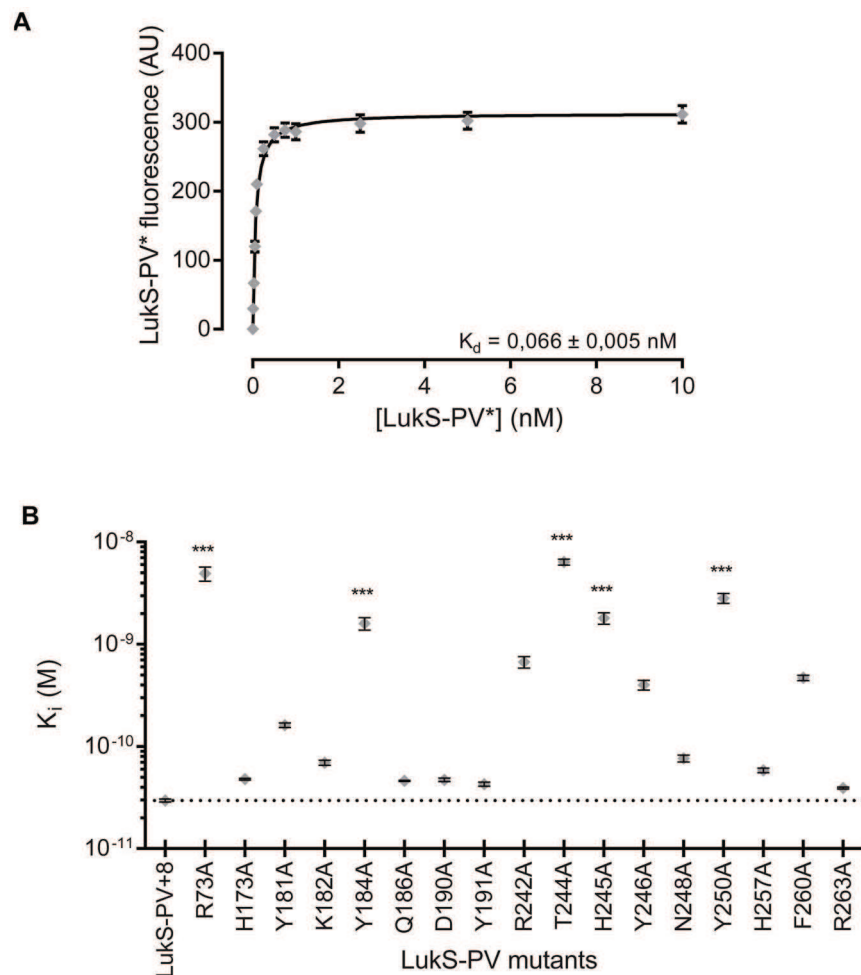 A
LukS-PV* fluorescence (AU)
400
300
200
100
0
K_d = 0,066 ± 0,005 nM
0 2 4 6 8 10
[LukS-PV*] (nM)
B
K_i (M)
10^-8
10^-9
10^-10
10^-11
*** *** *** *** ***
LukS-PV+8
R73A
H173A
Y181A
K182A
Y184A
Q186A
D190A
Y191A
R242A
T244A
H245A
Y246A
N248A
Y250A
H257A
F260A
R263A
LukS-PV mutants